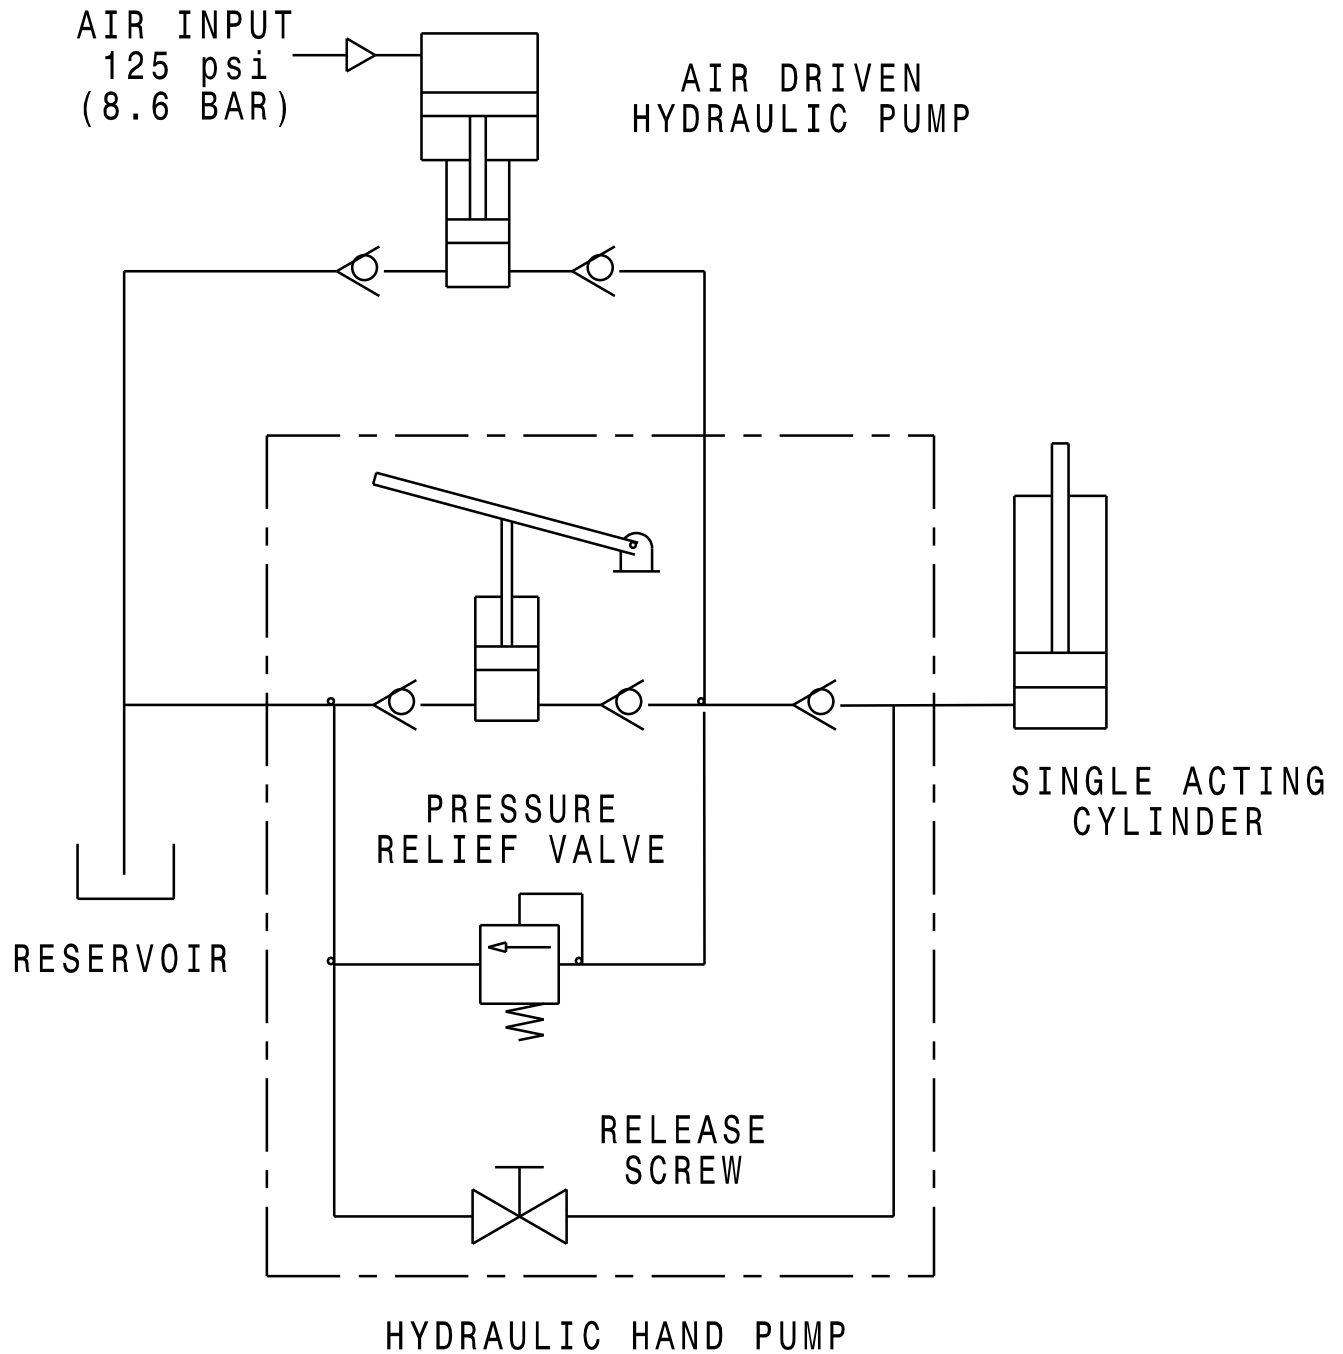 AIR INPUT
125 psi
(8.6 BAR)
AIR DRIVEN
HYDRAULIC PUMP
PRESSURE
RELIEF VALVE
SINGLE ACTING
CYLINDER
RESERVOIR
RELEASE
SCREW
HYDRAULIC HAND PUMP